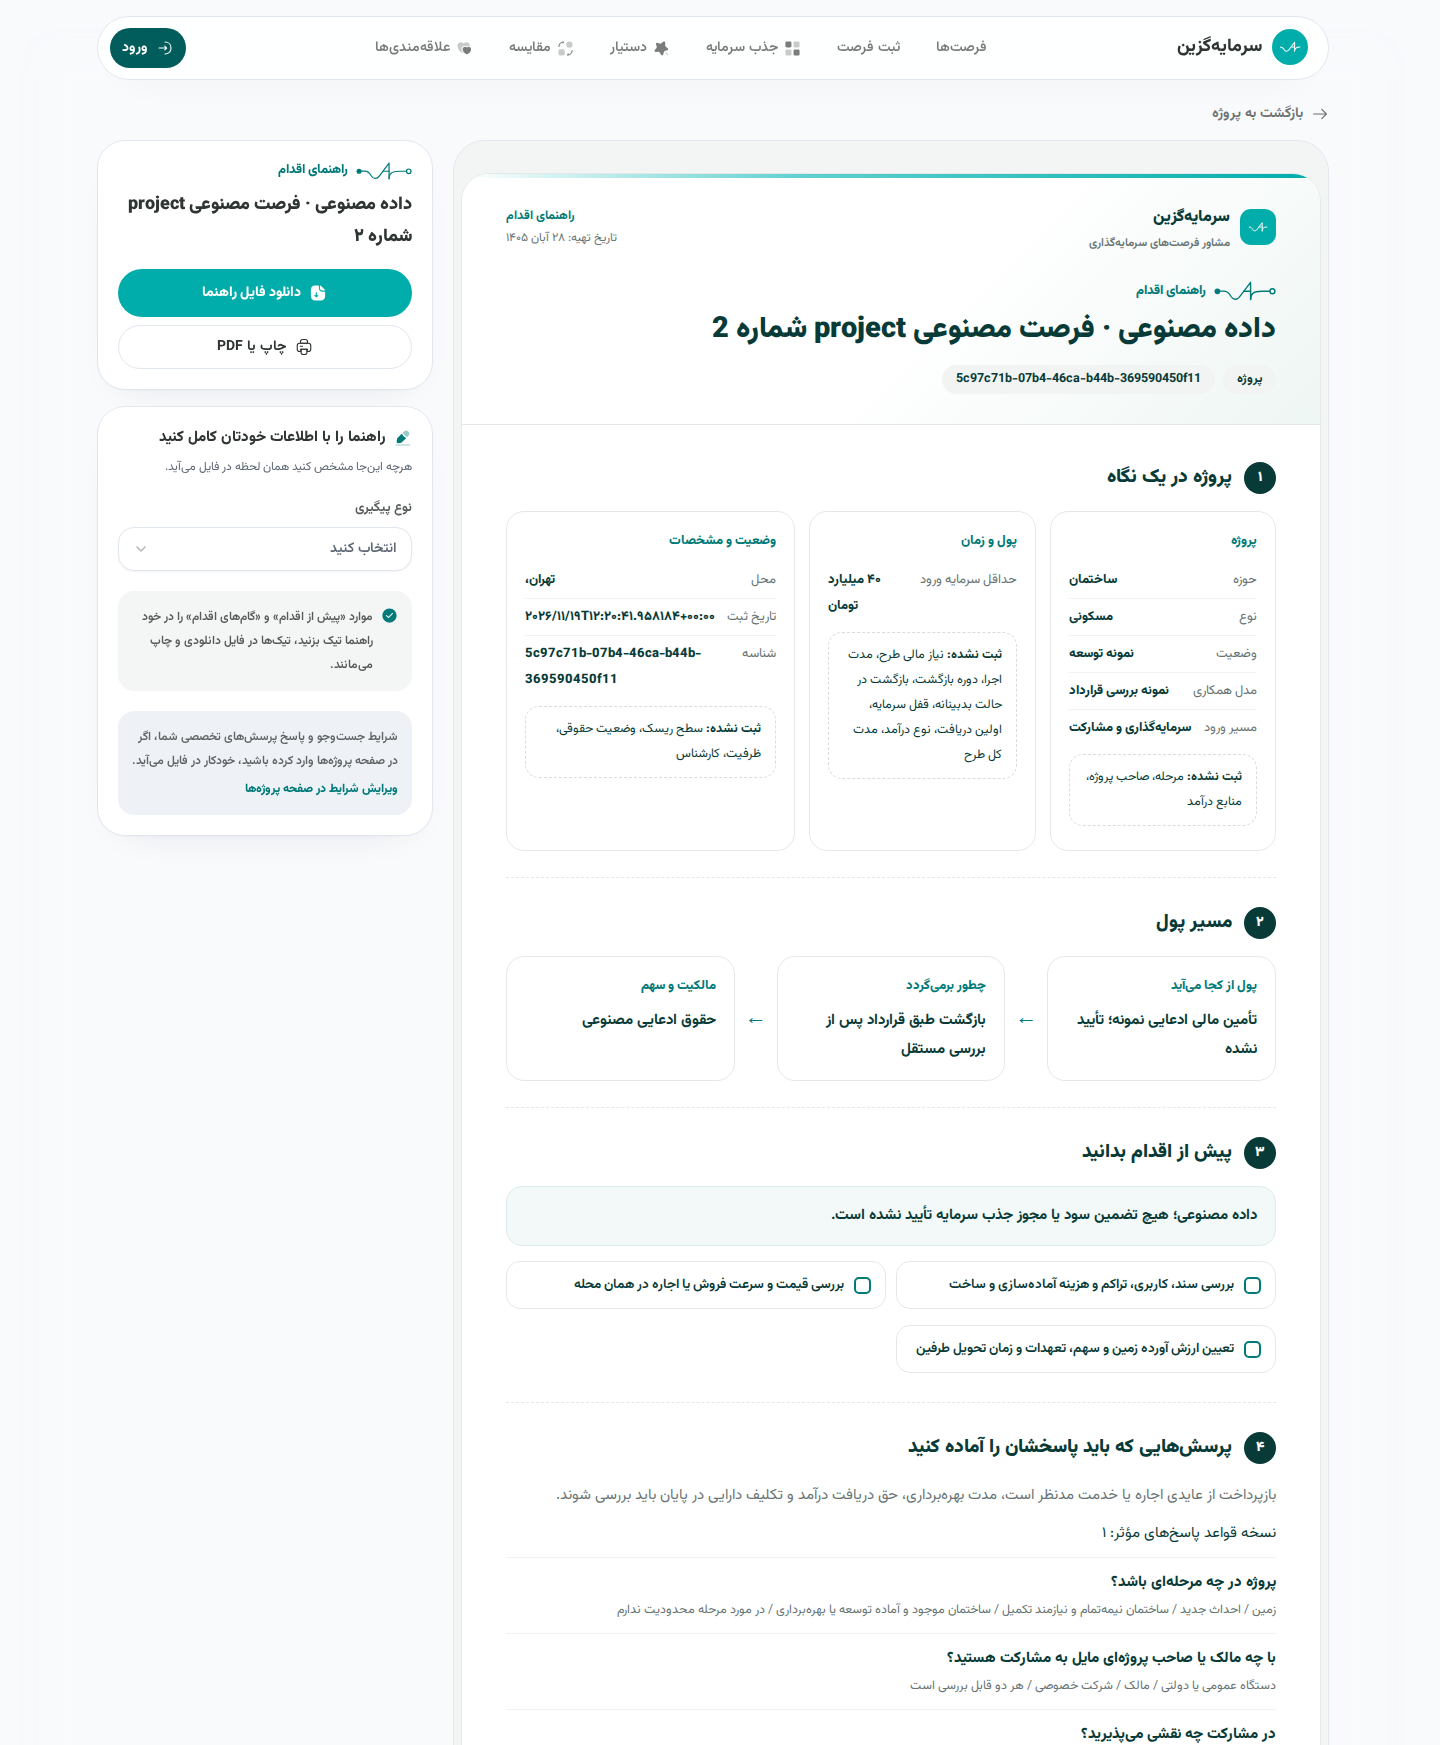 سرمایه‌گزین
فرصت‌ها
ثبت فرصت
جذب سرمایه
دستیار
مقایسه
علاقه‌مندی‌ها
ورود
بازگشت به پروژه
سرمایه‌گزین
مشاور فرصت‌های سرمایه‌گذاری
راهنمای اقدام
تاریخ تهیه: ۲۸ آبان ۱۴۰۵
راهنمای اقدام
داده مصنوعی · فرصت مصنوعی project شماره 2
پروژه
5c97c71b-07b4-46ca-b44b-369590450f11
۱
پروژه در یک نگاه
پروژه
حوزه
ساختمان
نوع
مسکونی
وضعیت
نمونه توسعه
مدل همکاری
نمونه بررسی قرارداد
مسیر ورود
سرمایه‌گذاری و مشارکت
ثبت نشده: مرحله، صاحب پروژه،
منابع درآمد
پول و زمان
حداقل سرمایه ورود
۴۰ میلیارد
تومان
ثبت نشده: نیاز مالی طرح، مدت
اجرا، دوره بازگشت، بازگشت در
حالت بدبینانه، قفل سرمایه،
اولین دریافت، نوع درآمد، مدت
کل طرح
وضعیت و مشخصات
محل
تهران،
تاریخ ثبت
۲۰۲۶/۱۱/۱۹T۱۲:۲۰:۴۱.۹۵۸۱۸۴+۰۰:۰۰
شناسه
5c97c71b-07b4-46ca-b44b-
369590450f11
ثبت نشده: سطح ریسک، وضعیت حقوقی،
ظرفیت، کارشناس
۲
مسیر پول
پول از کجا می‌آید
تأمین مالی ادعایی نمونه؛ تأیید
نشده
←
چطور برمی‌گردد
بازگشت طبق قرارداد پس از
بررسی مستقل
←
مالکیت و سهم
حقوق ادعایی مصنوعی
۳
پیش از اقدام بدانید
داده مصنوعی؛ هیچ تضمین سود یا مجوز جذب سرمایه تأیید نشده است.
بررسی سند، کاربری، تراکم و هزینه آماده‌سازی و ساخت
بررسی قیمت و سرعت فروش یا اجاره در همان محله
تعیین ارزش آورده زمین و سهم، تعهدات و زمان تحویل طرفین
۴
پرسش‌هایی که باید پاسخشان را آماده کنید
بازپرداخت از عایدی اجاره یا خدمت مدنظر است، مدت بهره‌برداری، حق دریافت درآمد و تکلیف دارایی در پایان باید بررسی شوند.
نسخه قواعد پاسخ‌های مؤثر: ۱
پروژه در چه مرحله‌ای باشد؟
زمین / احداث جدید / ساختمان نیمه‌تمام و نیازمند تکمیل / ساختمان موجود و آماده توسعه یا بهره‌برداری / در مورد مرحله محدودیت ندارم
با چه مالک یا صاحب پروژه‌ای مایل به مشارکت هستید؟
دستگاه عمومی یا دولتی / مالک / شرکت خصوصی / هر دو قابل بررسی است
در مشارکت چه نقشی می‌پذیرید؟
راهنمای اقدام
داده مصنوعی · فرصت مصنوعی project
شماره ۲
دانلود فایل راهنما
چاپ یا PDF
راهنما را با اطلاعات خودتان کامل کنید
هرچه این‌جا مشخص کنید همان لحظه در فایل می‌آید.
نوع پیگیری
انتخاب کنید
موارد «پیش از اقدام» و «گام‌های اقدام» را در خود
راهنما تیک بزنید، تیک‌ها در فایل دانلودی و چاپ
می‌مانند.
شرایط جست‌وجو و پاسخ پرسش‌های تخصصی شما، اگر
در صفحه پروژه‌ها وارد کرده باشید، خودکار در فایل می‌آید.
ویرایش شرایط در صفحه پروژه‌ها